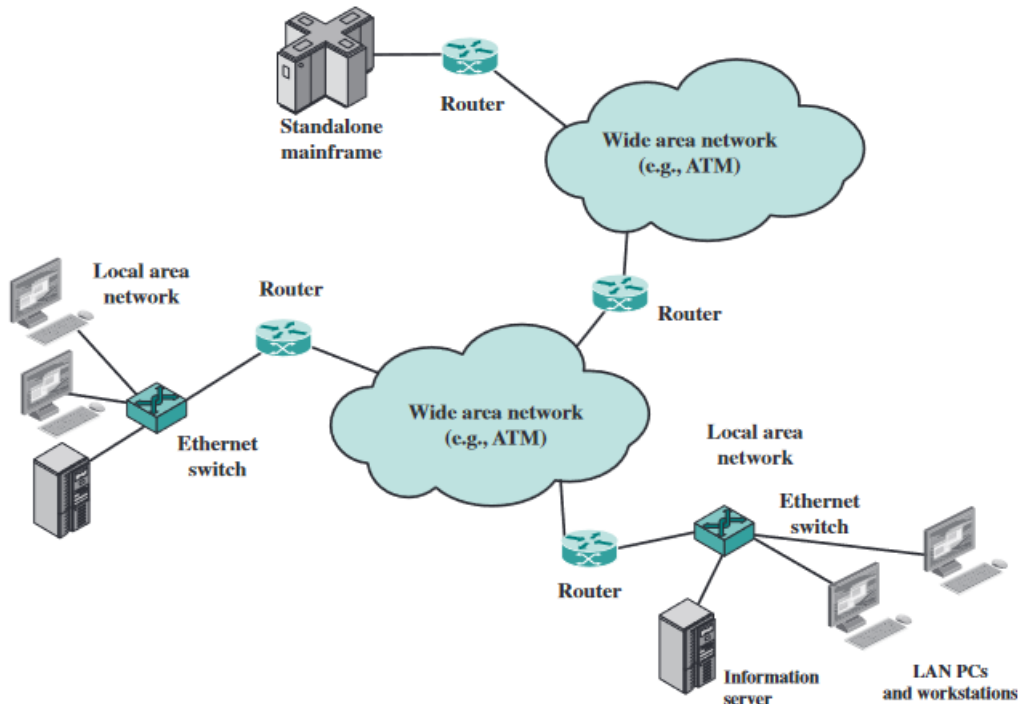 Router
Standalone
mainframe
Wide area network
(e.g., ATM)
Local area
network
Router
Router
Wide area network
(e.g., ATM)
Ethernet
switch
Local area
network
Ethernet
switch
Router
Information
server
LAN PCs
and workstations